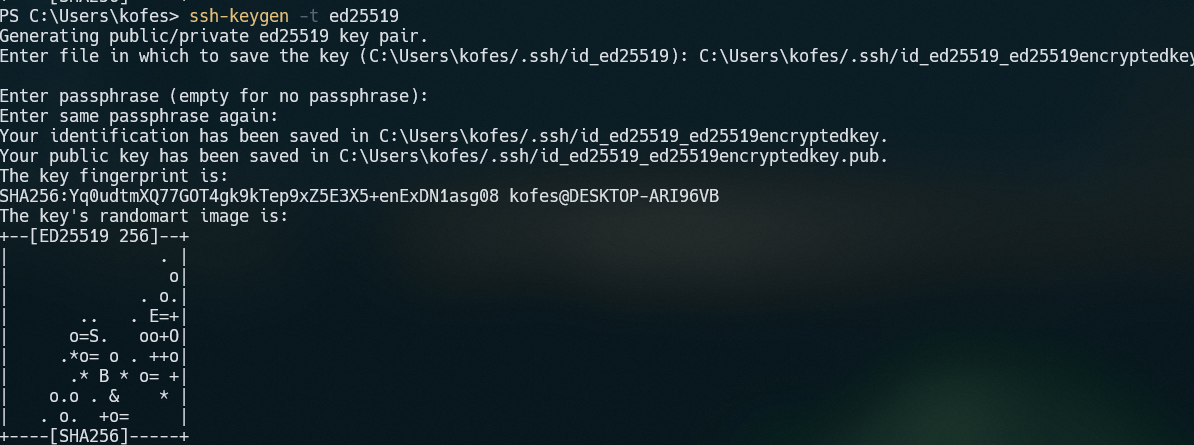 PS C:\Users\kofes> ssh-keygen -t ed25519
Generating public/private ed25519 key pair.
Enter file in which to save the key (C:\Users\kofes/.ssh/id_ed25519): C:\Users\kofes/.ssh/id_ed25519_ed25519encryptedkey
Enter passphrase (empty for no passphrase):
Enter same passphrase again:
Your identification has been saved in C:\Users\kofes/.ssh/id_ed25519_ed25519encryptedkey.
Your public key has been saved in C:\Users\kofes/.ssh/id_ed25519_ed25519encryptedkey.pub.
The key fingerprint is:
SHA256:Yq0udtmXQ77GOT4gk9kTep9xZ5E3X5+enExDN1asg08 kofes@DESKTOP-ARI96VB
The key's randomart image is:
+--[ED25519 256]--+
|               . |
|                o|
|             . o.|
|       ..   . E=+|
|      o=S.   oo+O|
|     .*o= o . ++o|
|      .* B * o= +|
|    o.o . &    * |
|   . o.  +o=     |
+----[SHA256]-----+